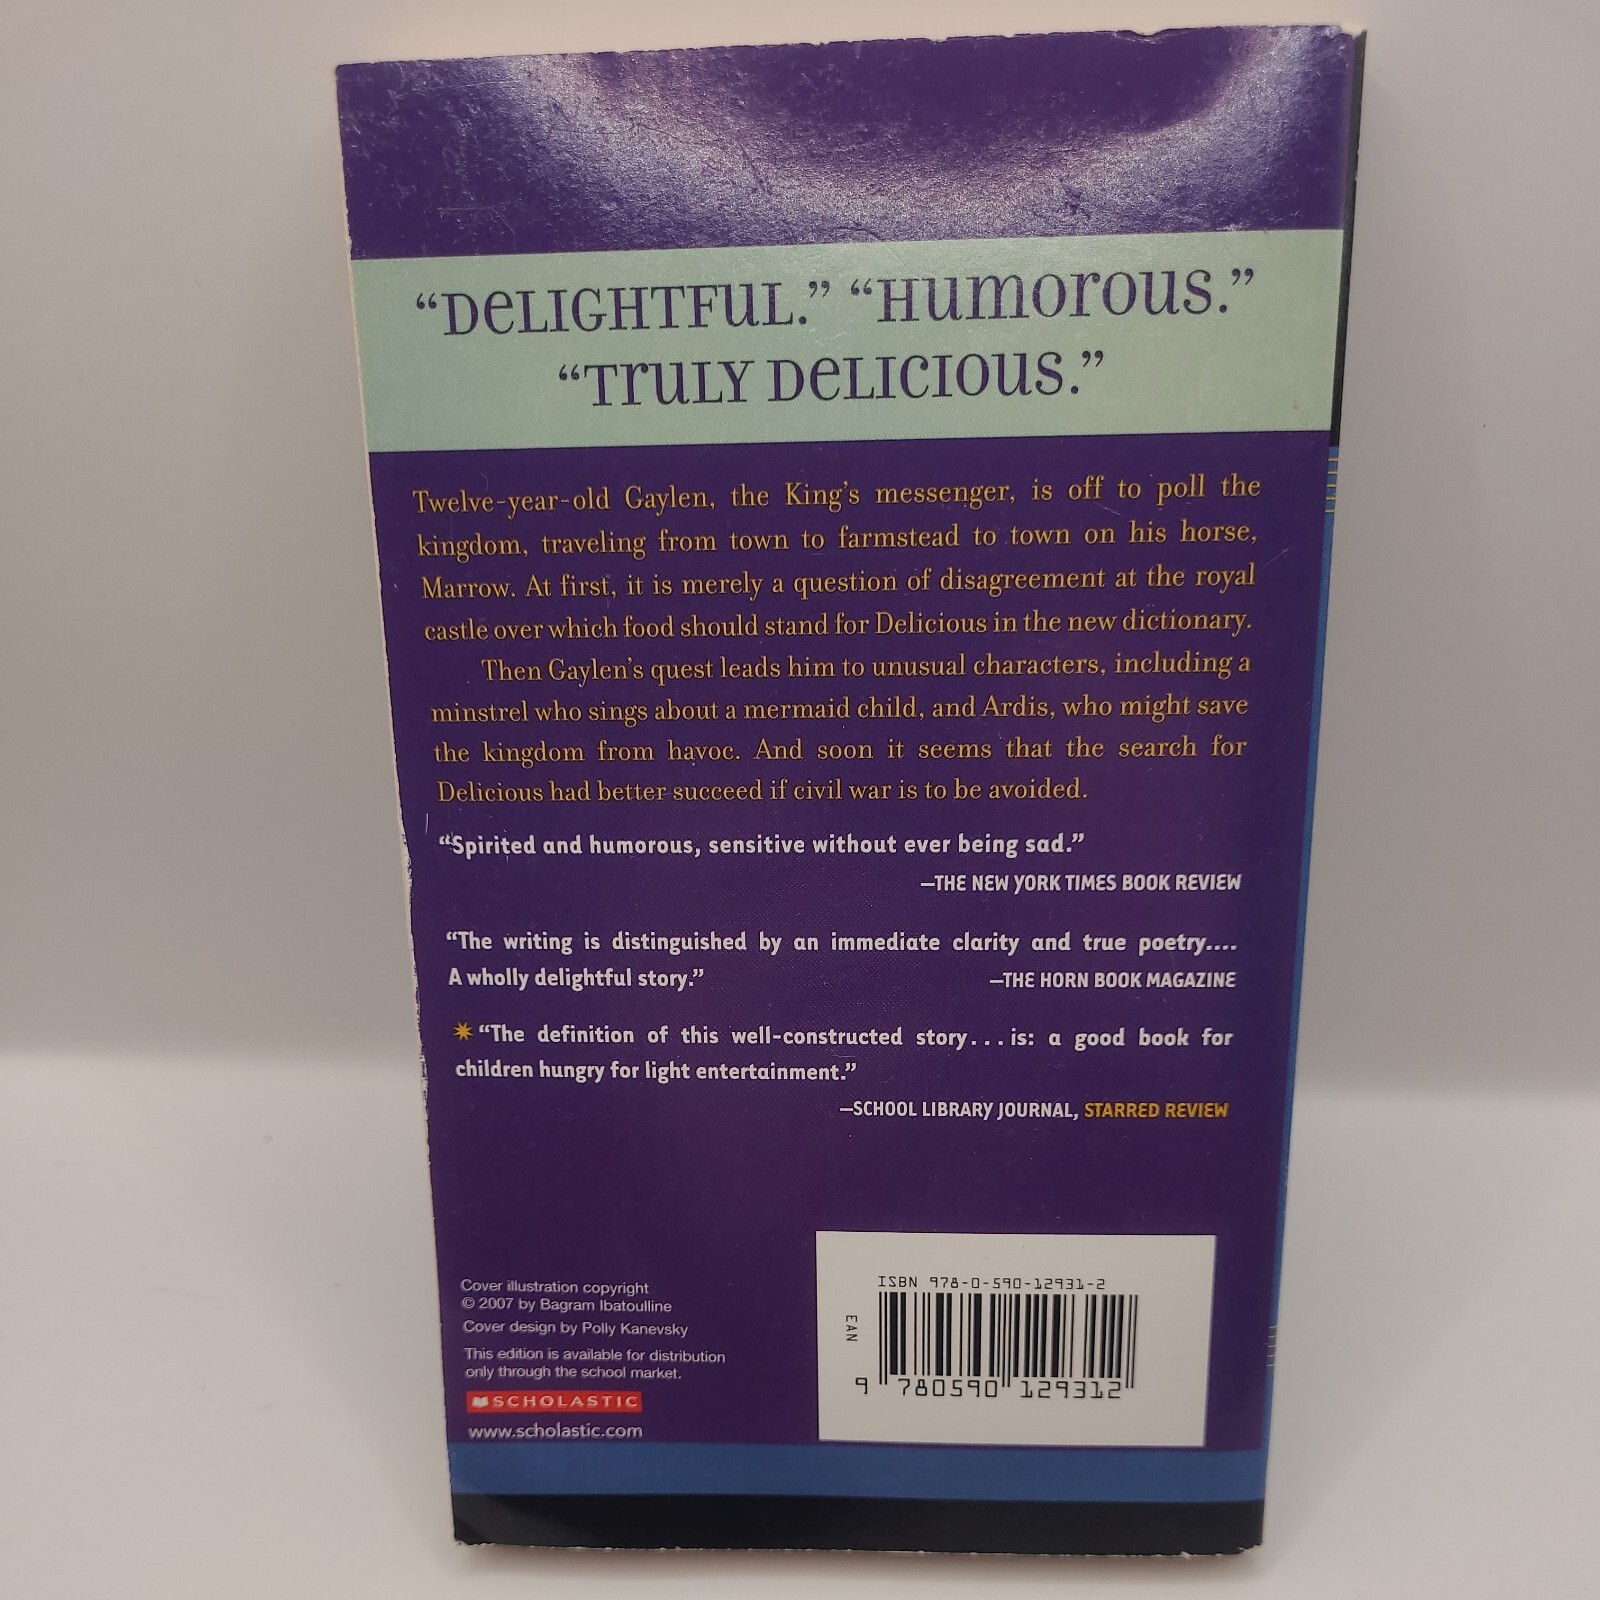 “DELIGHTFUL.” “HUMOROUS.”
“TRULY DELICIOUS.”
Twelve-year-old Gaylen, the King’s messenger, is off to poll the
kingdom, traveling from town to farmstead to town on his horse,
Marrow. At first, it is merely a question of disagreement at the royal
castle over which food should stand for Delicious in the new dictionary.
Then Gaylen’s quest leads him to unusual characters, including a
minstrel who sings about a mermaid child, and Ardis, who might save
the kingdom from havoc. And soon it seems that the search for
Delicious had better succeed if civil war is to be avoided.
“Spirited and humorous, sensitive without ever being sad.”
—THE NEW YORK TIMES BOOK REVIEW
“The writing is distinguished by an immediate clarity and true poetry....
A wholly delightful story.” —THE HORN BOOK MAGAZINE
“The definition of this well-constructed story...is: a good book for
children hungry for light entertainment.”
—SCHOOL LIBRARY JOURNAL, STARRED REVIEW
Cover illustration copyright
© 2007 by Bagram Ibatoulline
Cover design by Polly Kanevsky
This edition is available for distribution
only through the school market.
SCHOLASTIC
www.scholastic.com
ISBN 978-0-590-12931-2
EAN
9 780590 129312